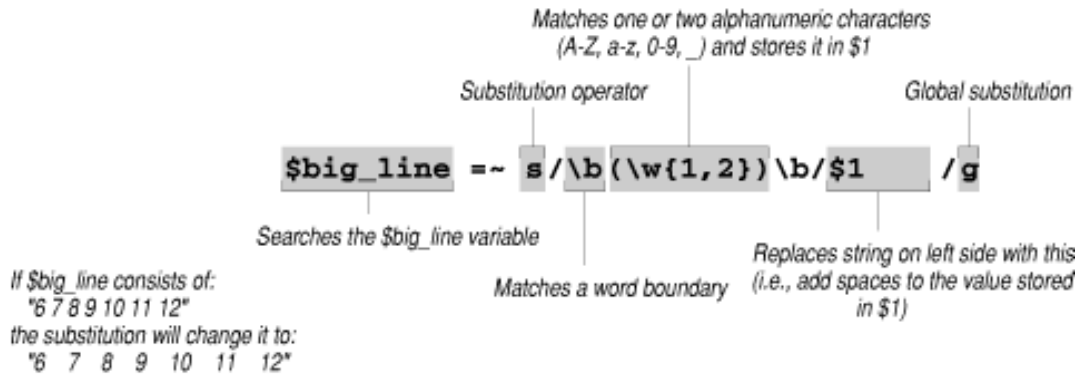 Matches one or two alphanumeric characters
(A-Z, a-z, 0-9, _) and stores it in $1
Substitution operator
Global substitution
$big_line =~ s/\b(\w{1,2})\b/$1    /g
Searches the $big_line variable
Matches a word boundary
Replaces string on left side with this
(i.e., add spaces to the value stored
in $1)
If $big_line consists of:
"6 7 8 9 10 11 12"
the substitution will change it to:
"6    7    8    9    10    11    12"